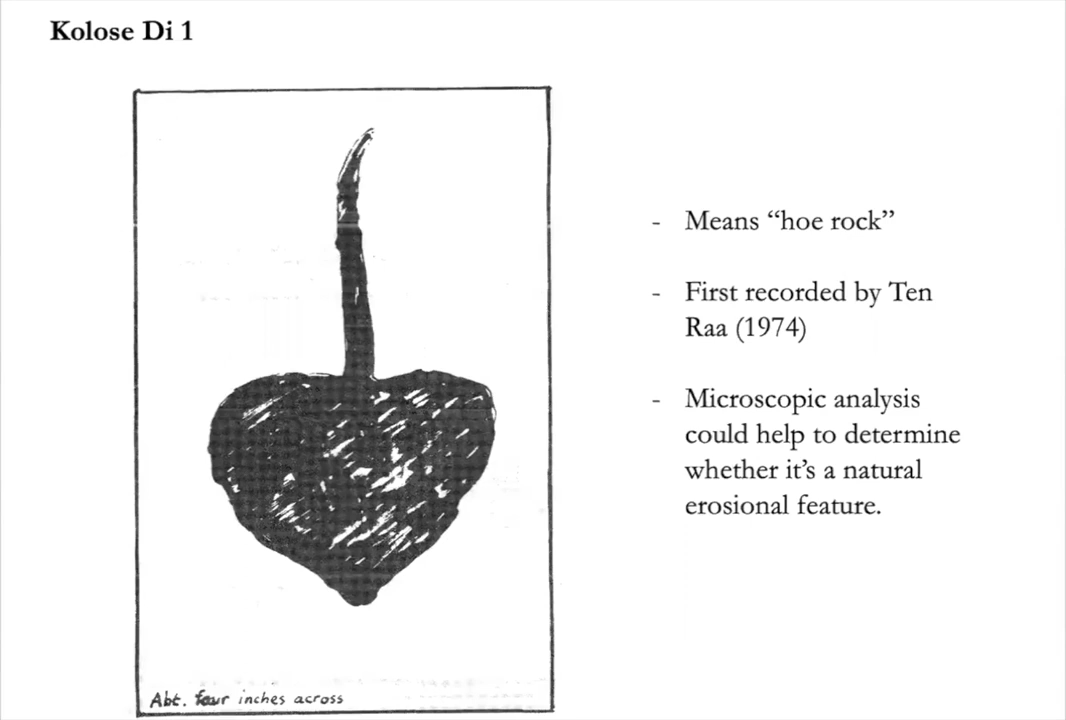 Kolose Di 1
- Means “hoe rock”
- First recorded by Ten
Raa (1974)
- Microscopic analysis
could help to determine
whether it’s a natural
erosional feature.
Abt. four inches across